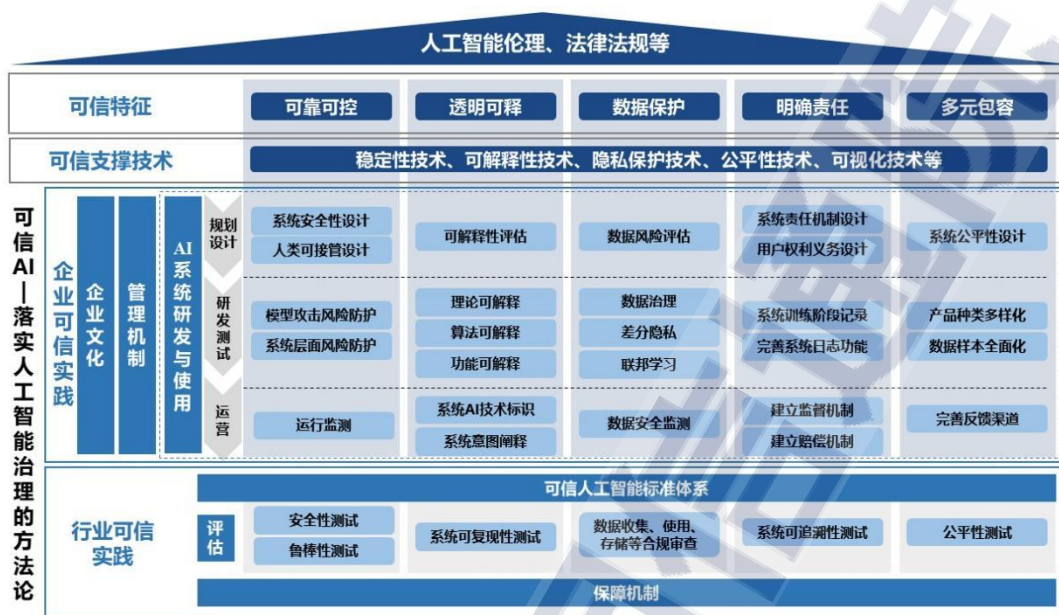 人工智能伦理、法律法规等
可信特征
可靠可控
透明可释
数据保护
明确责任
多元包容
可信支撑技术
稳定性技术、可解释性技术、隐私保护技术、公平性技术、可视化技术等
可信AI—落实人工智能治理的方法论
企业可信实践
企业文化
管理机制
AI系统研发与使用
规划
设计
系统安全性设计
人类可接管设计
可解释性评估
数据风险评估
系统责任机制设计
用户权利义务设计
系统公平性设计
研发测试
模型攻击风险防护
系统层面风险防护
理论可解释
算法可解释
功能可解释
数据治理
差分隐私
联邦学习
系统训练阶段记录
完善系统日志功能
产品种类多样化
数据样本全面化
运营
运行监测
系统AI技术标识
系统意图阐释
数据安全监测
建立监督机制
建立赔偿机制
完善反馈渠道
行业可信
实践
可信人工智能标准体系
评估
安全性测试
鲁棒性测试
系统可复现性测试
数据收集、使用、
存储等合规审查
系统可追溯性测试
公平性测试
保障机制